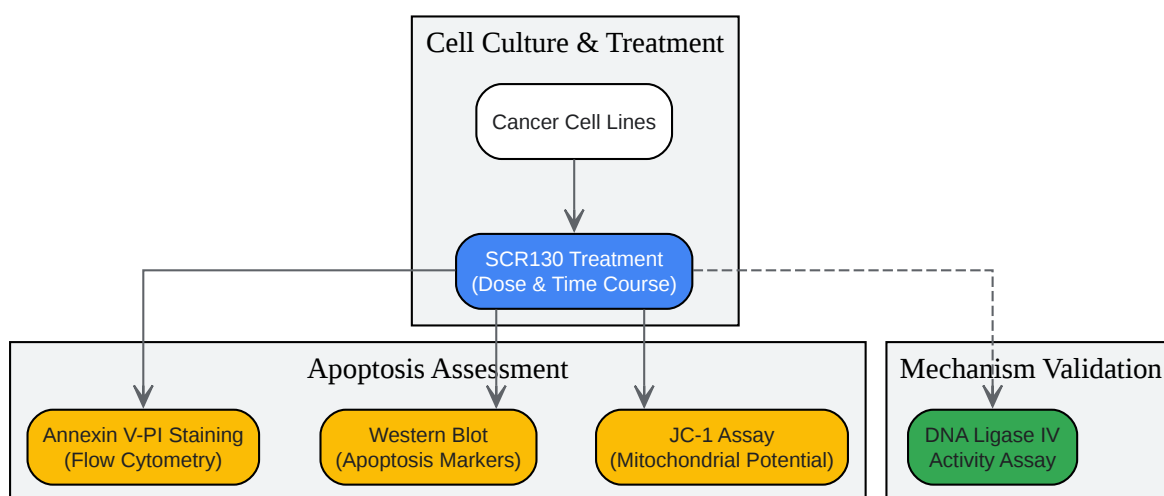 Cell Culture & Treatment
Cancer Cell Lines
SCR130 Treatment
(Dose & Time Course)
Apoptosis Assessment
Mechanism Validation
Annexin V-PI Staining
(Flow Cytometry)
Western Blot
(Apoptosis Markers)
JC-1 Assay
(Mitochondrial Potential)
DNA Ligase IV
Activity Assay